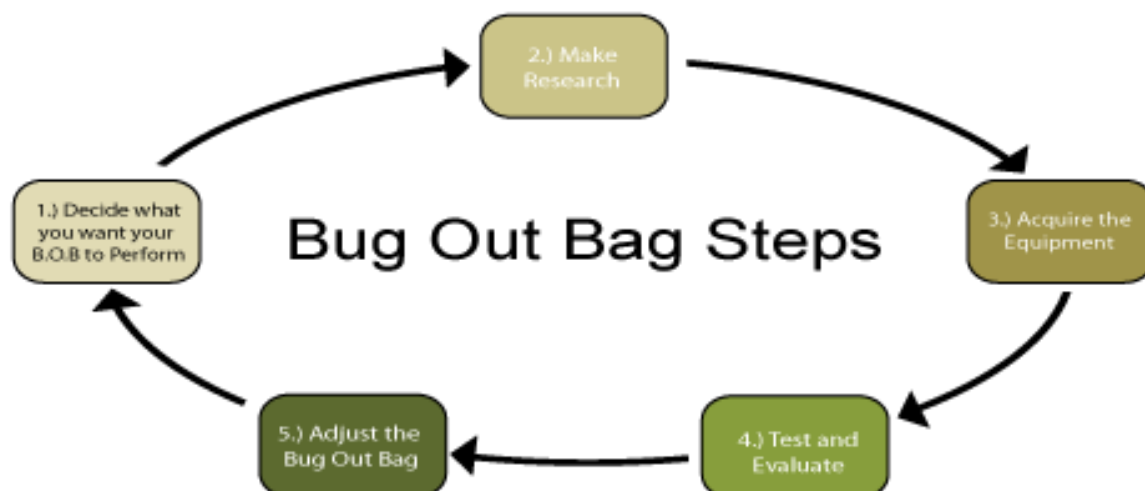 2.) Make
Research
1.) Decide what
you want your
B.O.B to Perform
Bug Out Bag Steps
3.) Acquire the
Equipment
5.) Adjust the
Bug Out Bag
4.) Test and
Evaluate